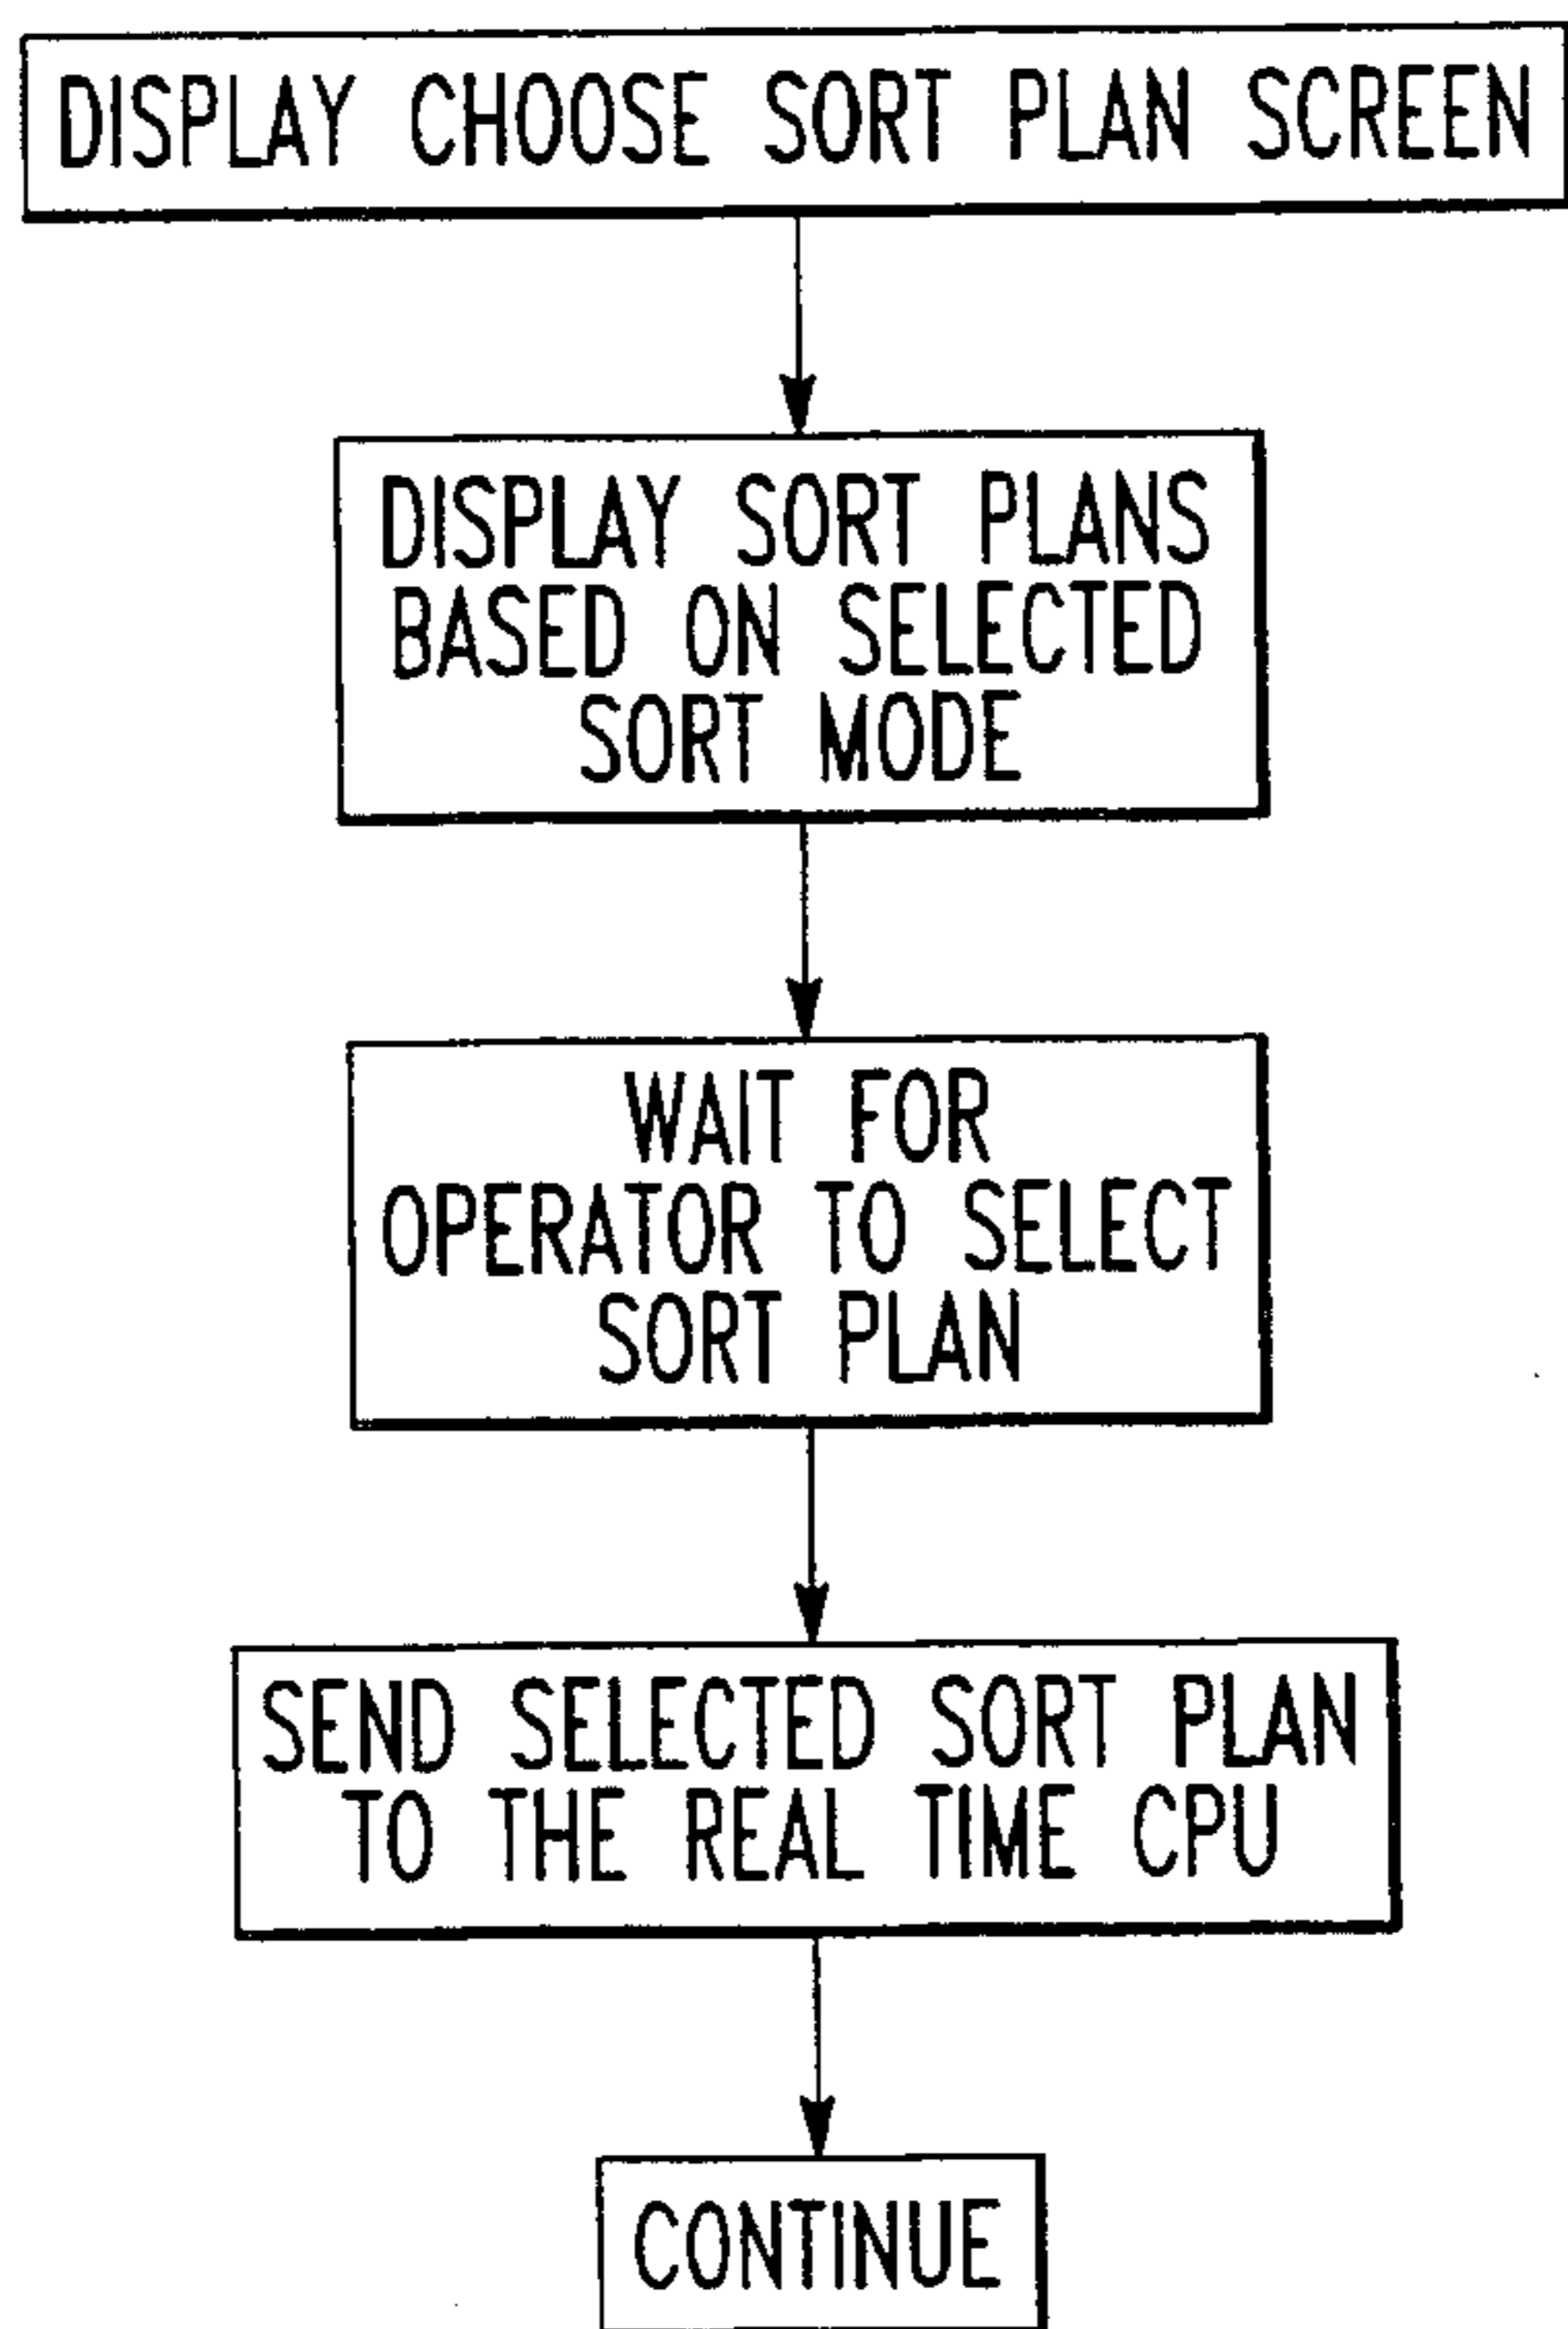 DISPLAY CHOOSE SORT PLAN SCREEN
DISPLAY SORT PLANS
BASED ON SELECTED
SORT MODE
WAIT FOR
OPERATOR TO SELECT
SORT PLAN
SEND SELECTED SORT PLAN
TO THE REAL TIME CPU
CONTINUE